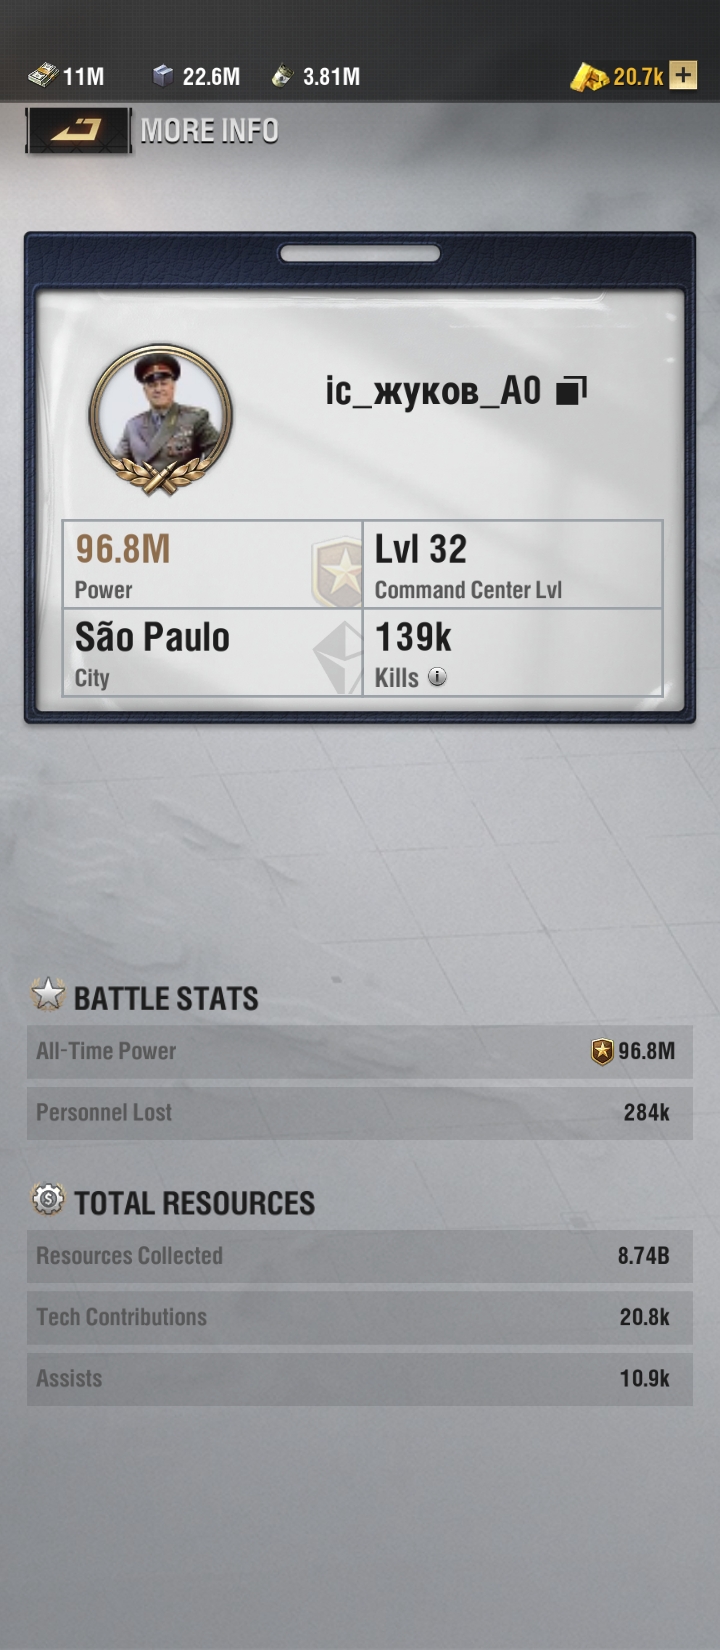 11M 22.6M 3.81M 20.7k +
MORE INFO
ic_жуков_A0
96.8M
Power
Lvl 32
Command Center Lvl
São Paulo
City
139k
Kills i
BATTLE STATS
All-Time Power 96.8M
Personnel Lost 284k
TOTAL RESOURCES
Resources Collected 8.74B
Tech Contributions 20.8k
Assists 10.9k